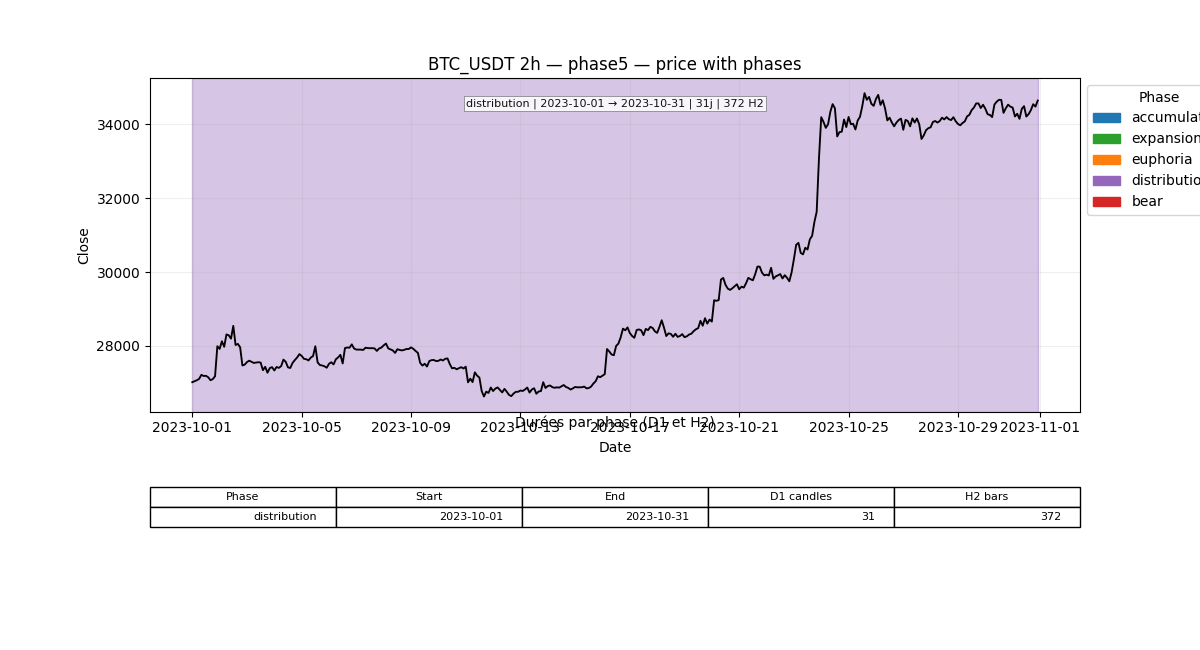 BTC_USDT 2h — phase5 — price with phases
distribution | 2023-10-01 → 2023-10-31 | 31j | 372 H2
Phase
accumulat
expansion
euphoria
distributio
bear
Close
34000
32000
30000
28000
2023-10-01 2023-10-05 2023-10-09 2023-10-13 2023-10-17 2023-10-21 2023-10-25 2023-10-29 2023-11-01
Durées par phase (D1 et H2)
Date
Phase Start End D1 candles H2 bars
distribution 2023-10-01 2023-10-31 31 372